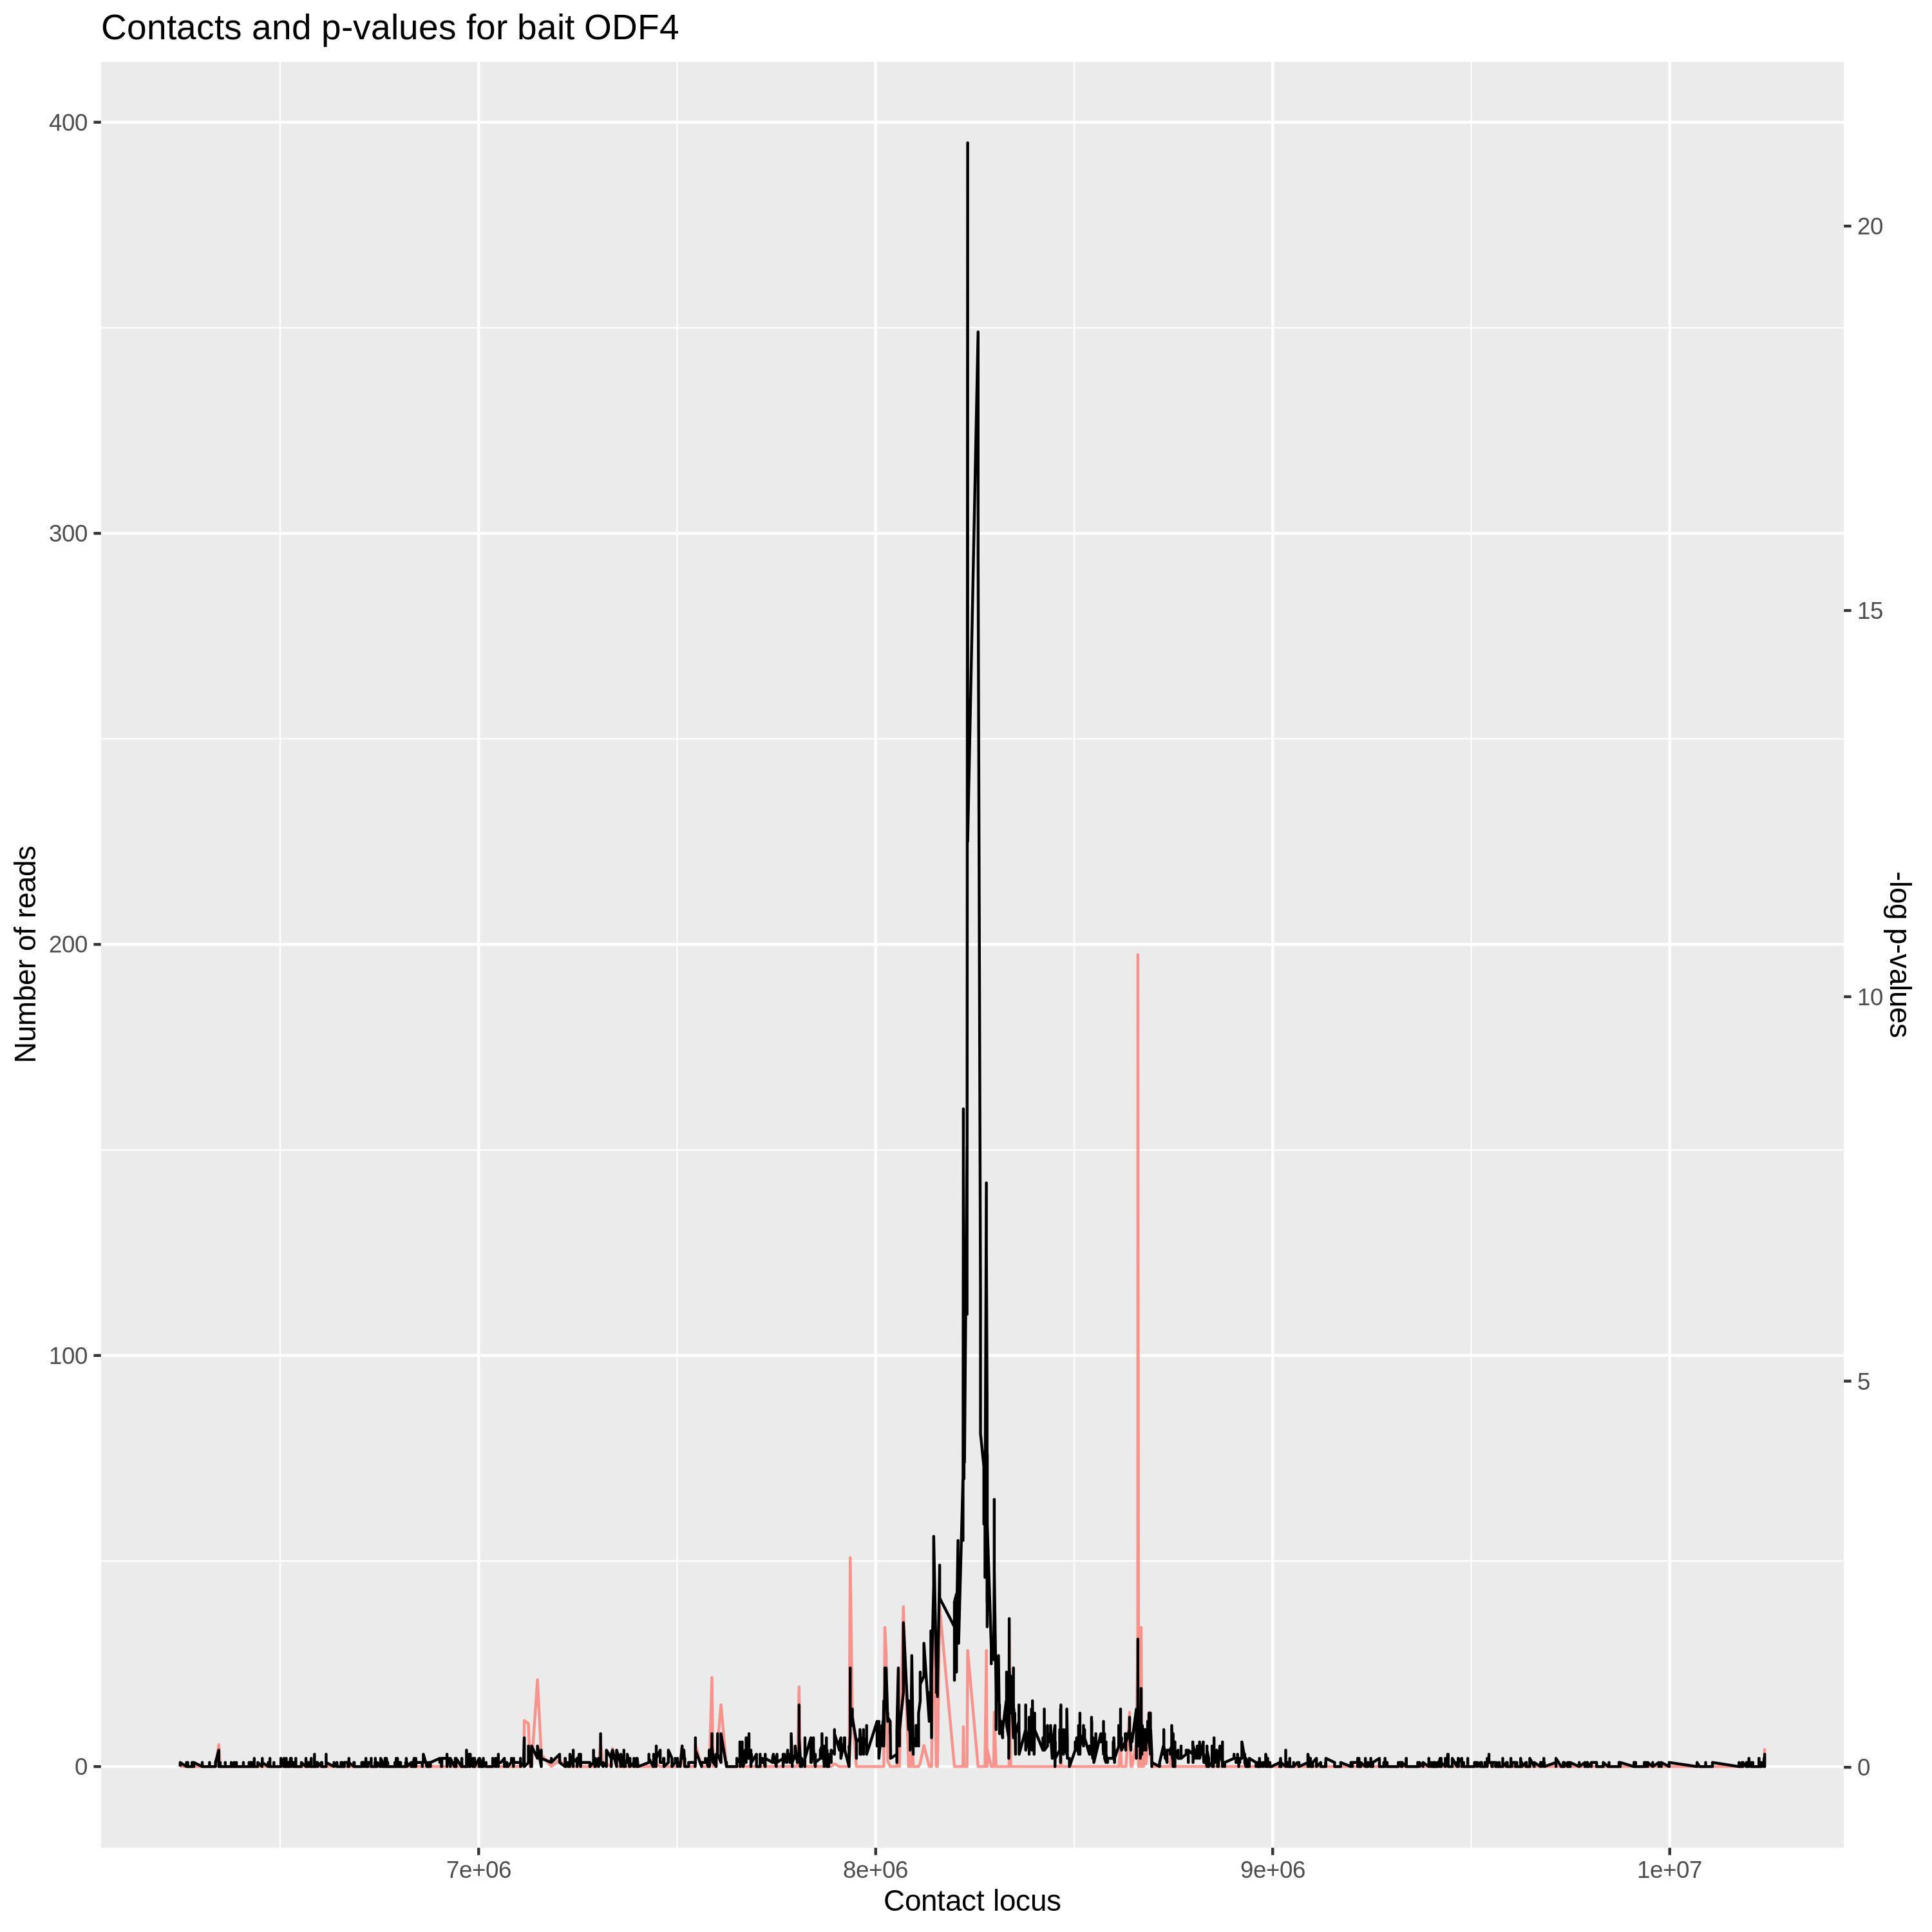 Contacts and p-values for bait ODF4
400
300
200
100
0
Number of reads
20
15
10
5
0
-log p-values
7e+06
8e+06
9e+06
1e+07
Contact locus